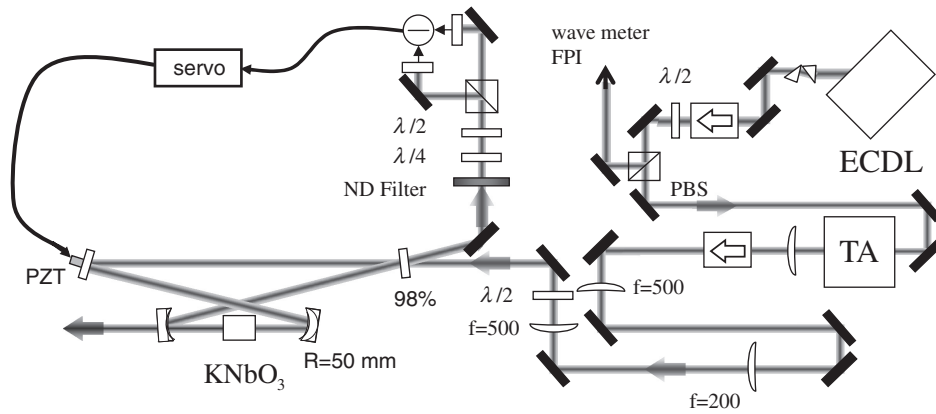 wave meter
FPI
servo
λ/2
λ/2
λ/4
ECDL
ND Filter
PBS
TA
PZT
98%
λ/2
f=500
f=500
R=50 mm
KNbO3
f=200